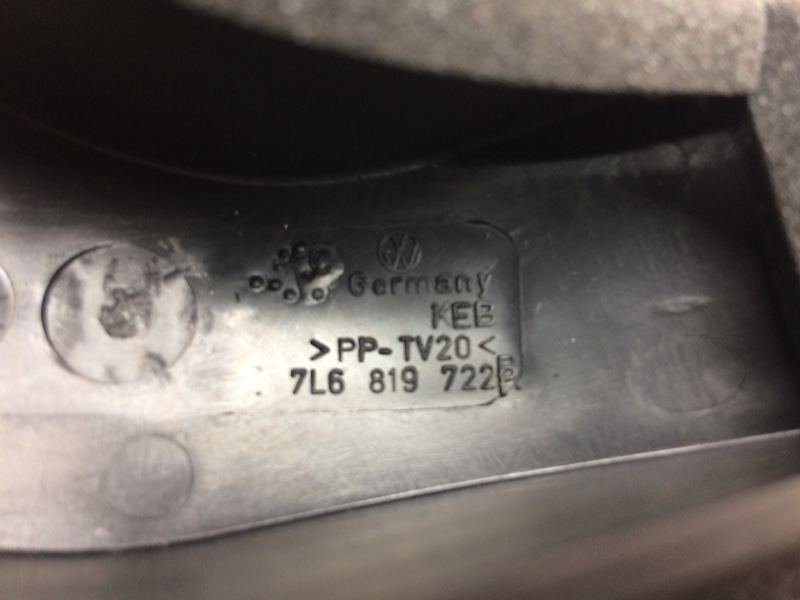 Germany
KEB
>PP-TV20<
7L6 819 722